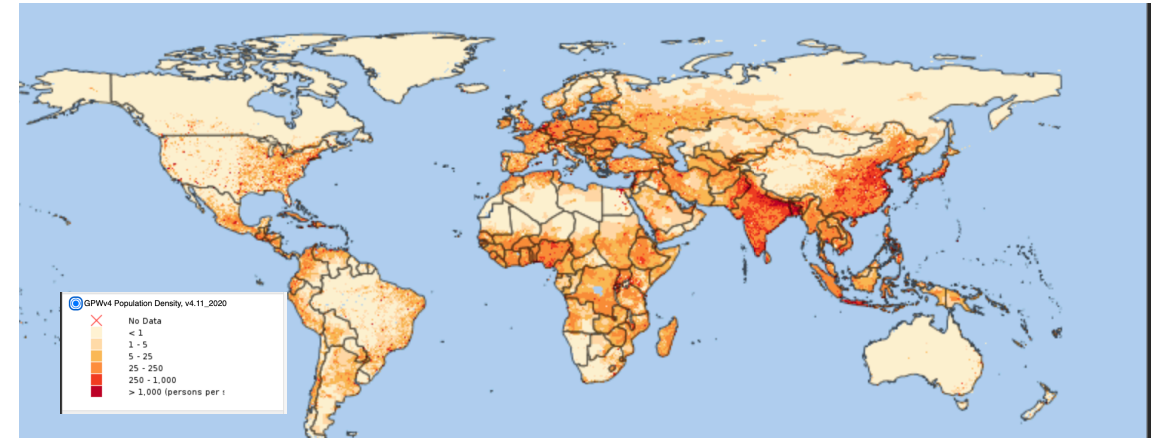 GPWv4 Population Density, v4.11_2020
No Data
< 1
1 - 5
5 - 25
25 - 250
250 - 1,000
> 1,000 (persons per